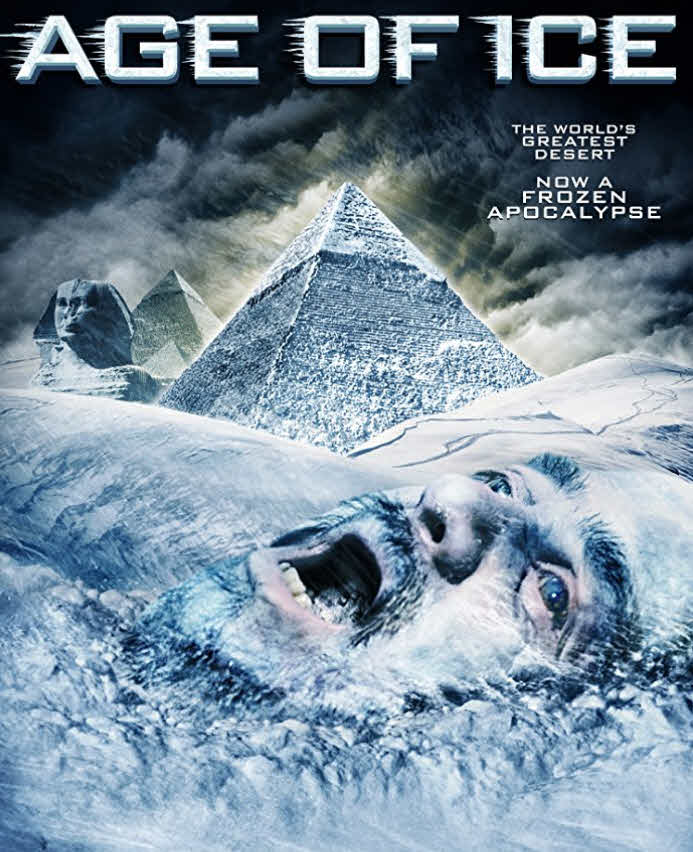 AGE OF ICE
THE WORLD'S
GREATEST
DESERT
NOW A
FROZEN
APOCALYPSE